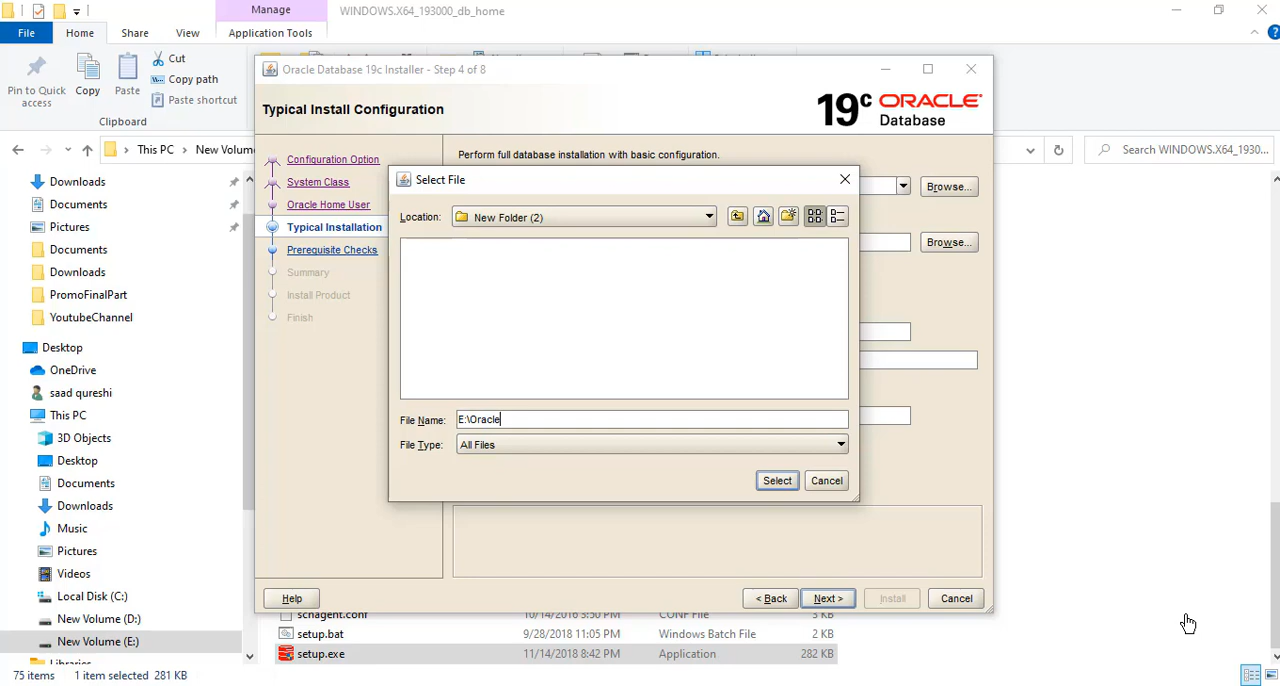 Manage
WINDOWS.X64_193000_db_home
File
Home
Share
View
Application Tools
Pin to Quick
access
Copy
Paste
Cut
Copy path
Paste shortcut
Clipboard
This PC
New Volum
Search WINDOWS.X64_1930...
Downloads
Documents
Pictures
Documents
Downloads
PromoFinalPart
YoutubeChannel
Desktop
OneDrive
saad qureshi
This PC
3D Objects
Desktop
Documents
Downloads
Music
Pictures
Videos
Local Disk (C:)
New Volume (D:)
New Volume (E:)
Libraries
Oracle Database 19c Installer - Step 4 of 8
Typical Install Configuration
19c ORACLE
Database
Configuration Option
System Class
Oracle Home User
Typical Installation
Prerequisite Checks
Summary
Install Product
Finish
Perform full database installation with basic configuration.
Browse...
Browse...
Select File
Location:
New Folder (2)
File Name:
E:\Oracle
File Type:
All Files
Select
Cancel
Help
< Back
Next >
Install
Cancel
schagent.conf 10/14/2016 3:50 PM CONF File 3 KB
setup.bat 9/28/2018 11:05 PM Windows Batch File 2 KB
setup.exe 11/14/2018 8:42 PM Application 282 KB
75 items 1 item selected 281 KB